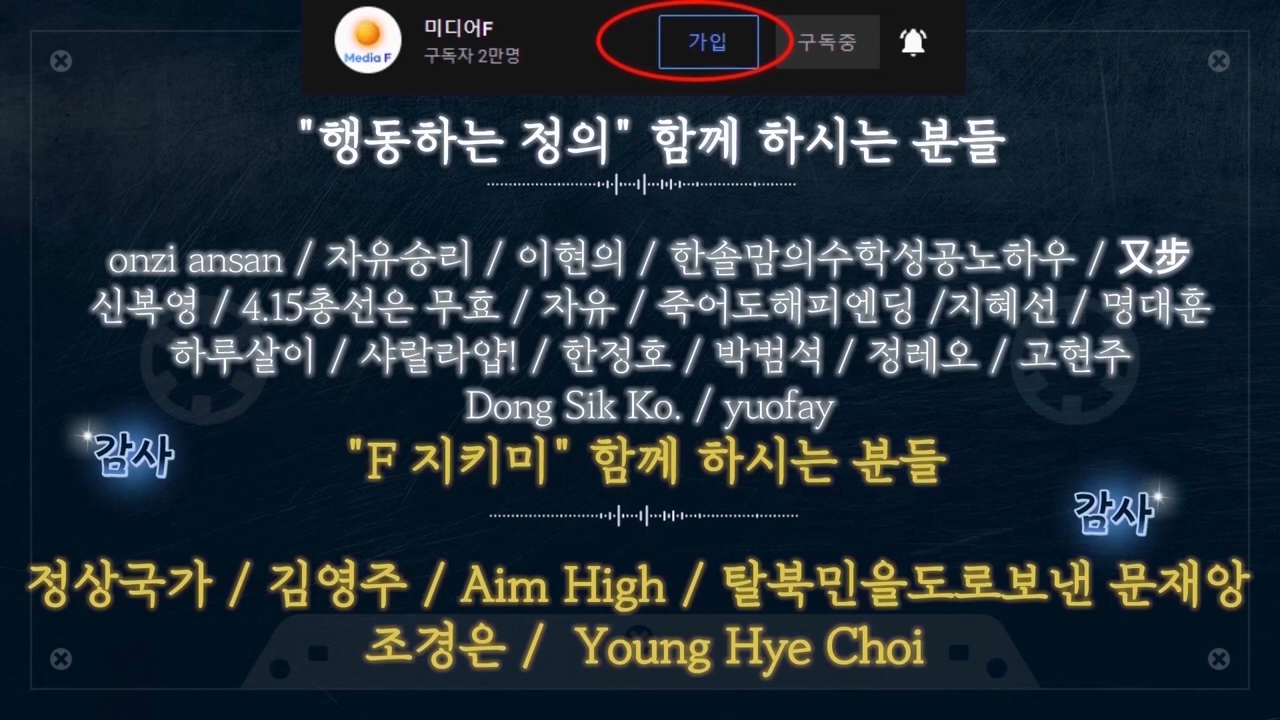 미디어F
Media F
구독자 2만명
가입
구독중
"행동하는 정의" 함께 하시는 분들
onzi ansan / 자유승리 / 이현의 / 한솔맘의수학성공노하우 / 又步
신복영 / 4.15총선은 무효 / 자유 / 죽어도해피엔딩 /지혜선 / 명대훈
하루살이 / 샤랄라얍! / 한정호 / 박범석 / 정레오 / 고현주
Dong Sik Ko. / yuofay
감사
"F 지키미" 함께 하시는 분들
감사
정상국가 / 김영주 / Aim High / 탈북민을도로보낸 문재앙
조경은 / Young Hye Choi